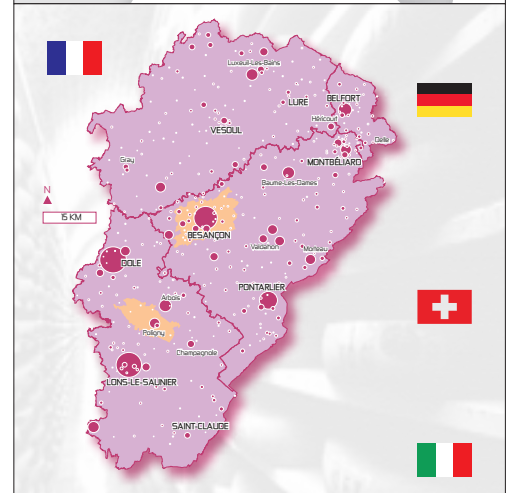 Luxeuil-Les-Bains
LURE
BELFORT
Héricourt
VESOUL
Delle
MONTBÉLIARD
Gray
Baume-Les-Dames
N
15 KM
BESANÇON
Valdahon
Morteau
DOLE
PONTARLIER
Arbois
Poligny
Champagnole
LONS-LE-SAUNIER
SAINT-CLAUDE